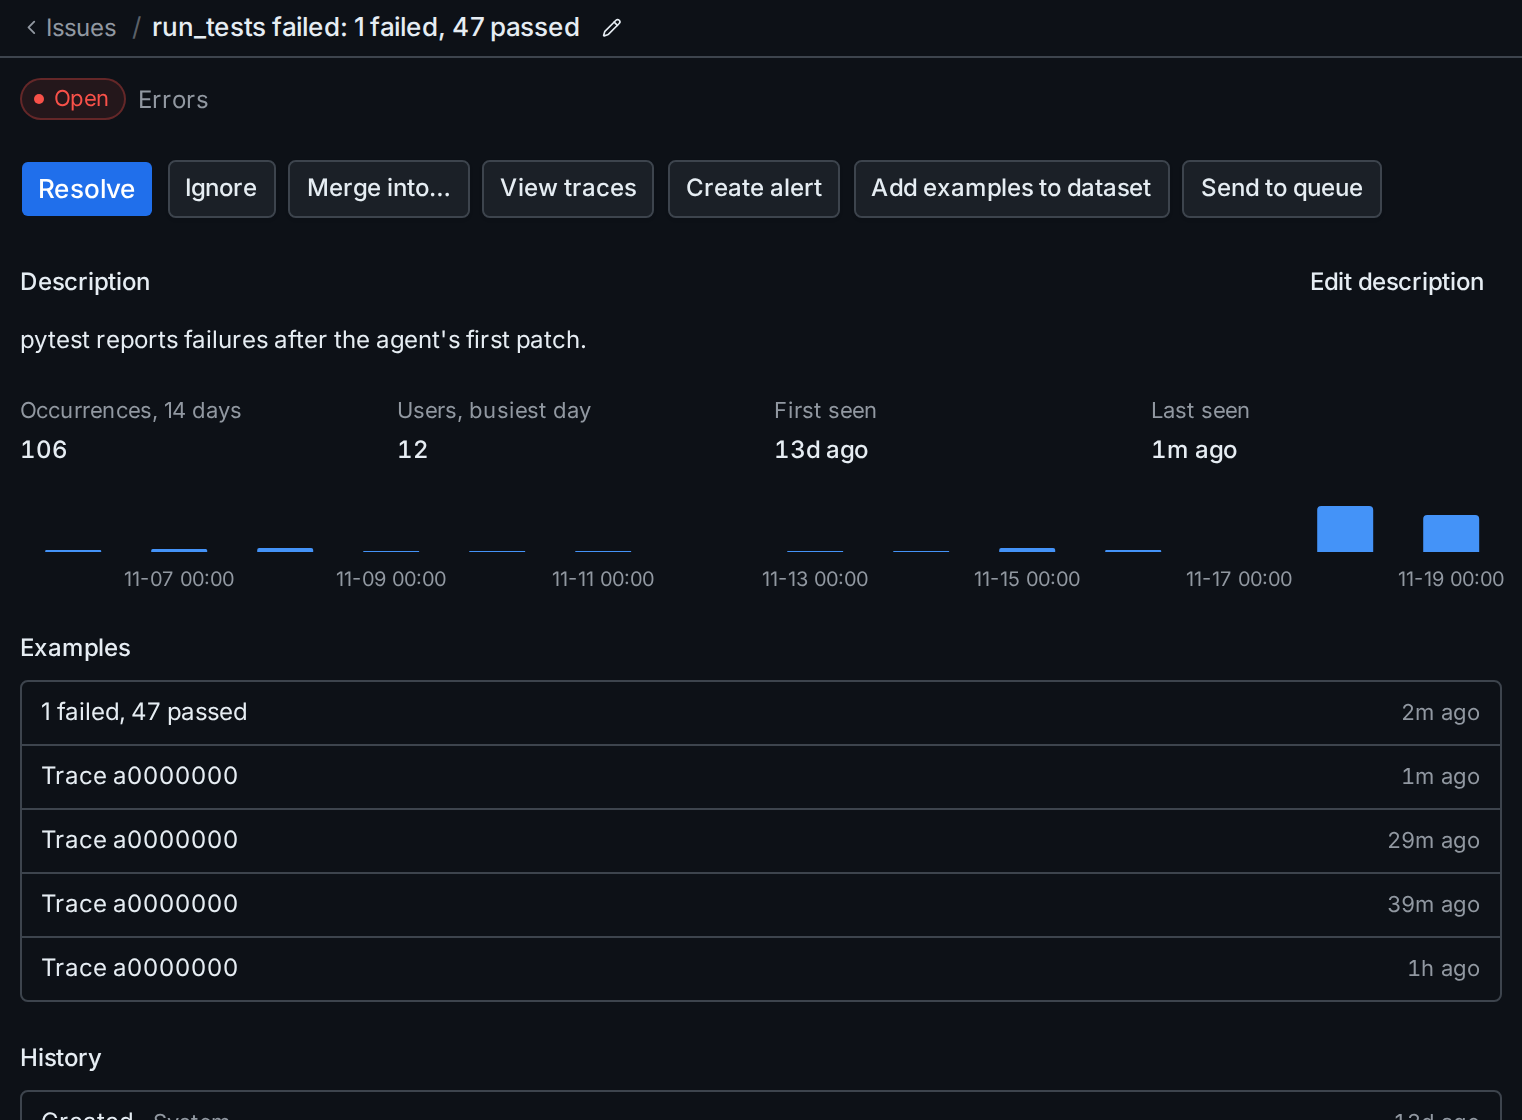 Issues / run_tests failed: 1 failed, 47 passed
Open Errors
Resolve Ignore Merge into... View traces Create alert Add examples to dataset Send to queue
Description Edit description
pytest reports failures after the agent's first patch.
Occurrences, 14 days Users, busiest day First seen Last seen
106 12 13d ago 1m ago
11-07 00:00 11-09 00:00 11-11 00:00 11-13 00:00 11-15 00:00 11-17 00:00 11-19 00:00
Examples
1 failed, 47 passed 2m ago
Trace a0000000 1m ago
Trace a0000000 29m ago
Trace a0000000 39m ago
Trace a0000000 1h ago
History
Created System 13d ago